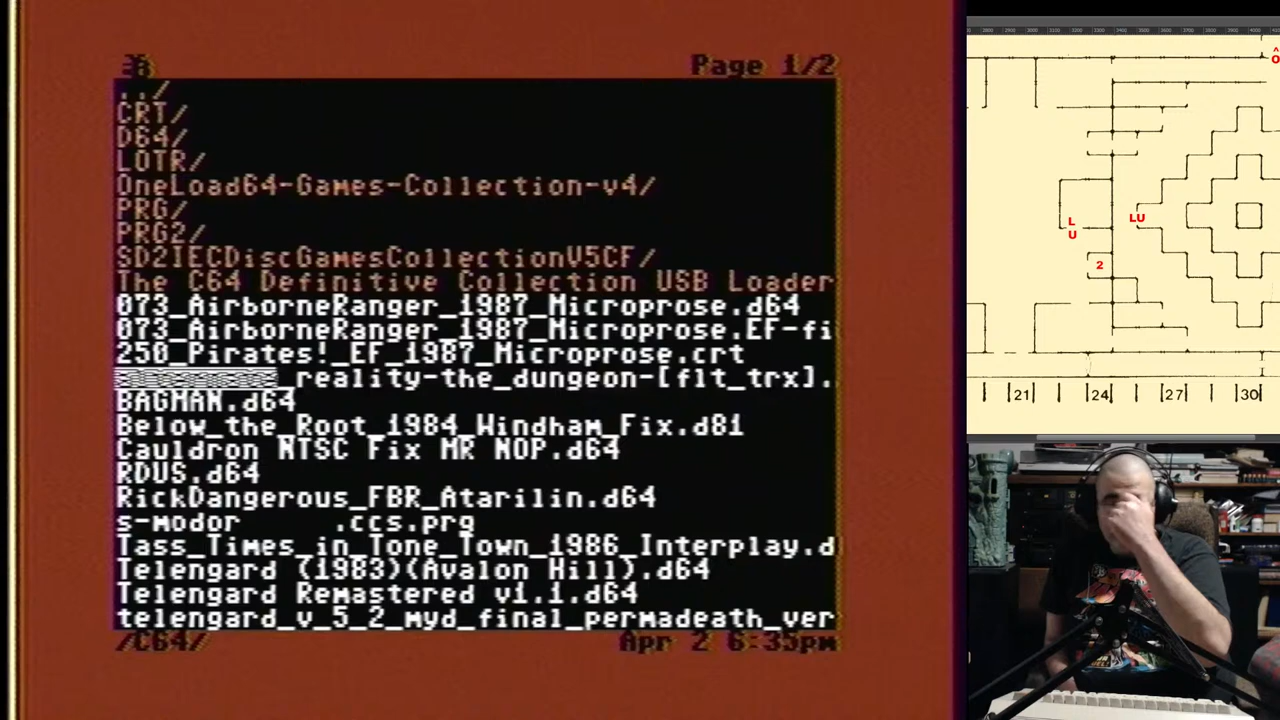 Page 1/2
../
CRT/
D64/
LOTR/
OneLoad64-Games-Collection-v4/
PRG/
PRG2/
SD2IECDiscGamesCollectionV5CF/
The C64 Definitive Collection USB Loader
073_AirborneRanger_1987_Microprose.d64
073_AirborneRanger_1987_Microprose.EF-fi
250_Pirates!_EF_1987_Microprose.crt
_reality-the_dungeon-[flt_trx].
BAGMAN.d64
Below_the_Root_1984_Windham_Fix.d81
Cauldron NTSC Fix MR NOP.d64
RDUS.d64
RickDangerous_FBR_Atarilin.d64
s-modor .ccs.prg
Tass_Times_in_Tone_Town_1986_Interplay.d
Telengard (1983)(Avalon Hill).d64
Telengard Remastered v1.1.d64
telengard_v_5_2_myd_final_permadeath_ver
/C64/ Apr 2 6:35pm
Ô
L
U
LU
2
21 24 27 30